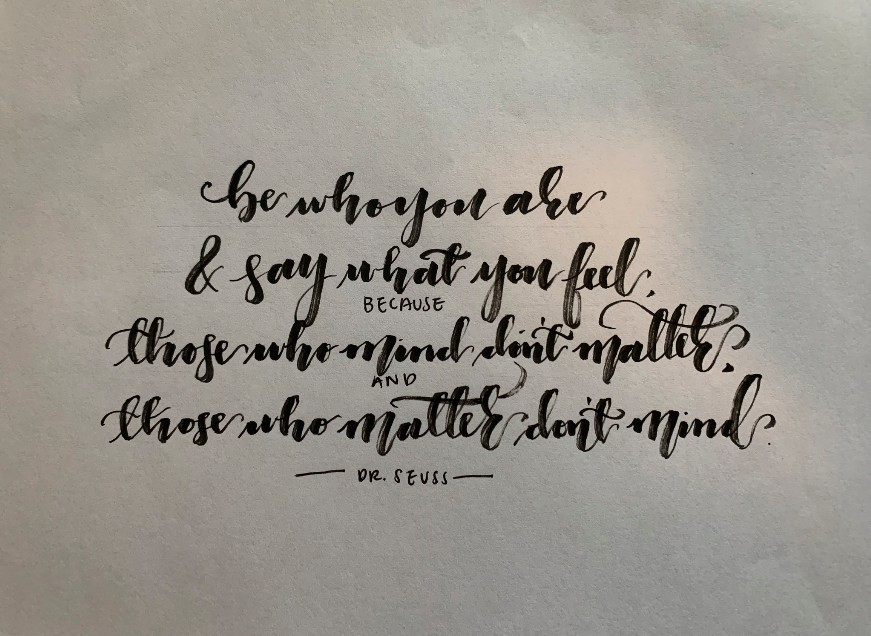 be who you are
& say what you feel,
BECAUSE
those who mind don't matter,
AND
those who matter don't mind.
— DR. SEUSS —